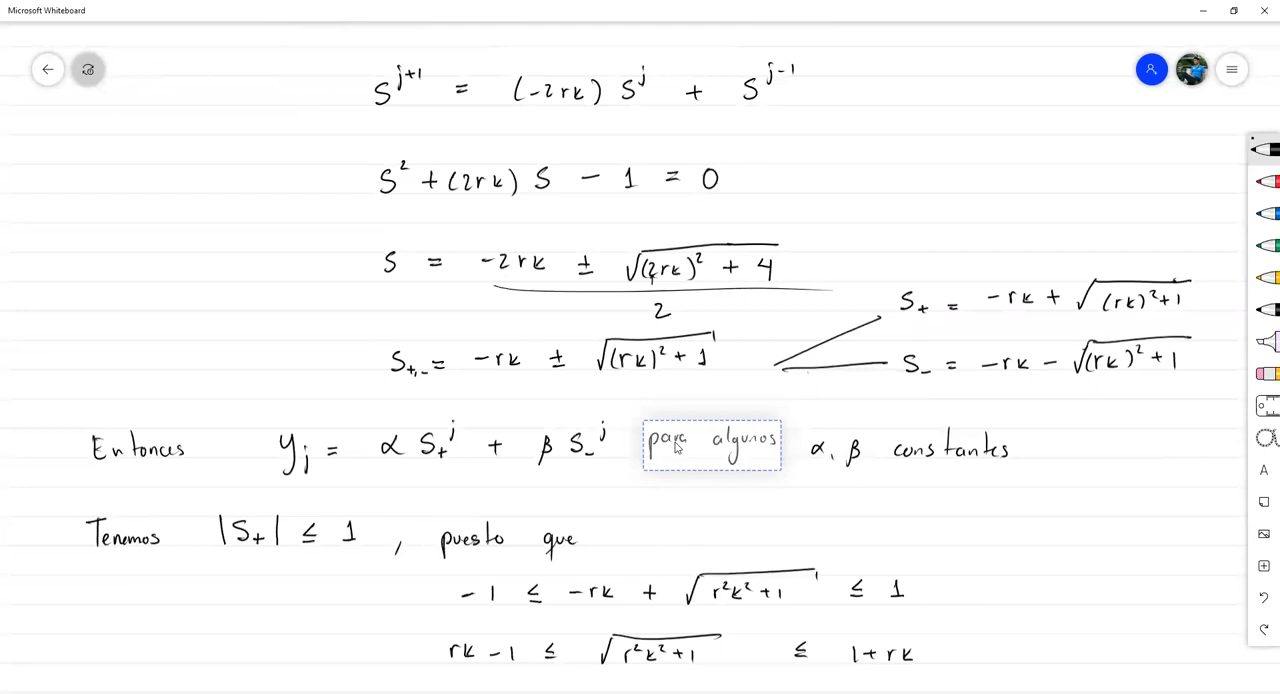 Microsoft Whiteboard
S^{j+1} = (-2rk) S^j + S^{j-1}
S^2 + (2rk) S - 1 = 0
S = \frac{-2rk ± √((2rk)^2 + 4)}{2}
S_{+,-} = -rk ± √((rk)^2 + 1)
S_+ = -rk + √((rk)^2+1)
S_- = -rk - √((rk)^2+1)
Entonces y_j = α S_+^j + β S_-^j para algunos α, β constantes
Tenemos |S_+| ≤ 1, puesto que
-1 ≤ -rk + √(r^2k^2+1) ≤ 1
rk -1 ≤ √(r^2k^2+1) ≤ 1+rk
A